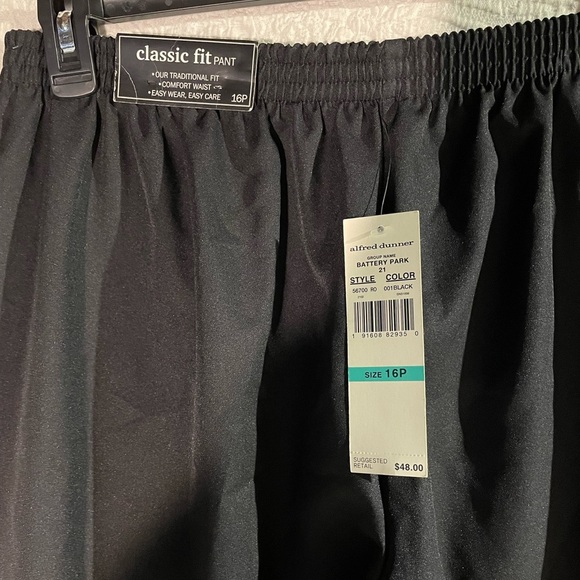 classic fit PANT
• OUR TRADITIONAL FIT
• COMFORT WAIST
• EASY WEAR, EASY CARE 16P
alfred dunner
GROUP NAME
BATTERY PARK
21
STYLE COLOR
56700 RO 001BLACK
1 91608 82935 0
SIZE 16P
SUGGESTED
RETAIL $48.00